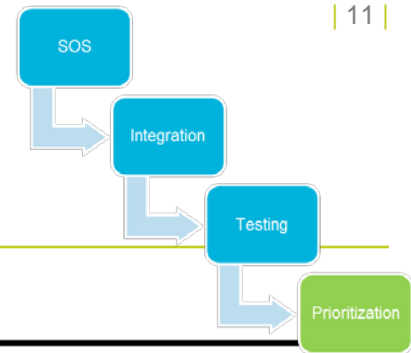 | 11 |
SOS
Integration
Testing
Prioritization